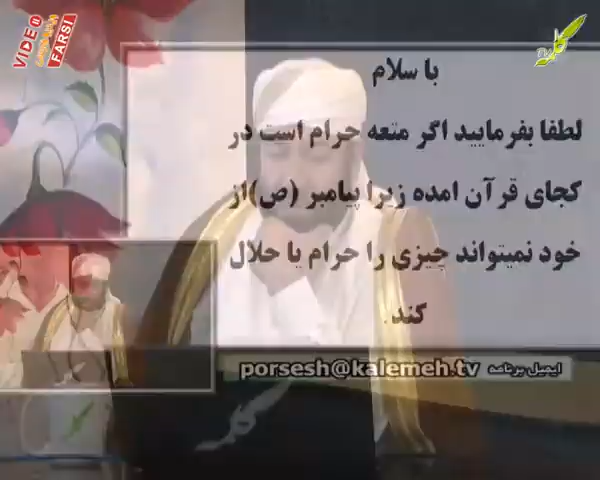 VIDEO
FARSI
TV
با سلام
لطفا بفرمایید اگر متعه حرام است در
کجای قرآن امده زیرا پیامبر (ص)از
خود نمیتواند چیزی را حرام یا حلال
کند.
ایمیل برنامه porsesh@kalemeh.tv